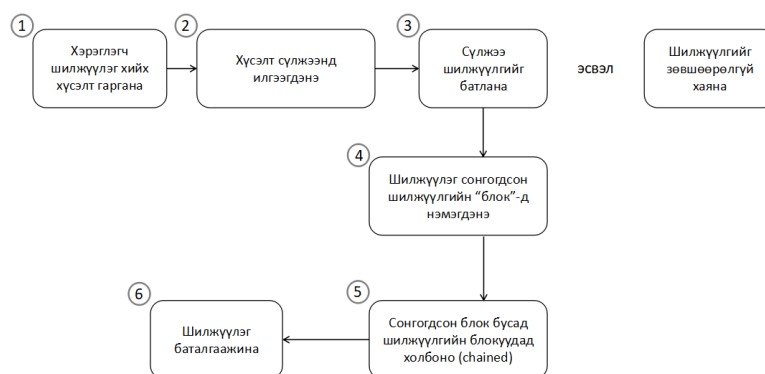 1
Хэрэглэгч
шилжүүлэг хийх
хүсэлт гаргана
2
Хүсэлт сүлжээнд
илгээгдэнэ
3
Сүлжээ
шилжүүлгийг
батлана
эсвэл
Шилжүүлгийг
зөвшөөрөлгүй
хаяна
4
Шилжүүлэг сонгогдсон
шилжүүлгийн “блок”-д
нэмэгдэнэ
5
Сонгогдсон блок бусад
шилжүүлгийн блокуудад
холбоно (chained)
6
Шилжүүлэг
баталгаажина